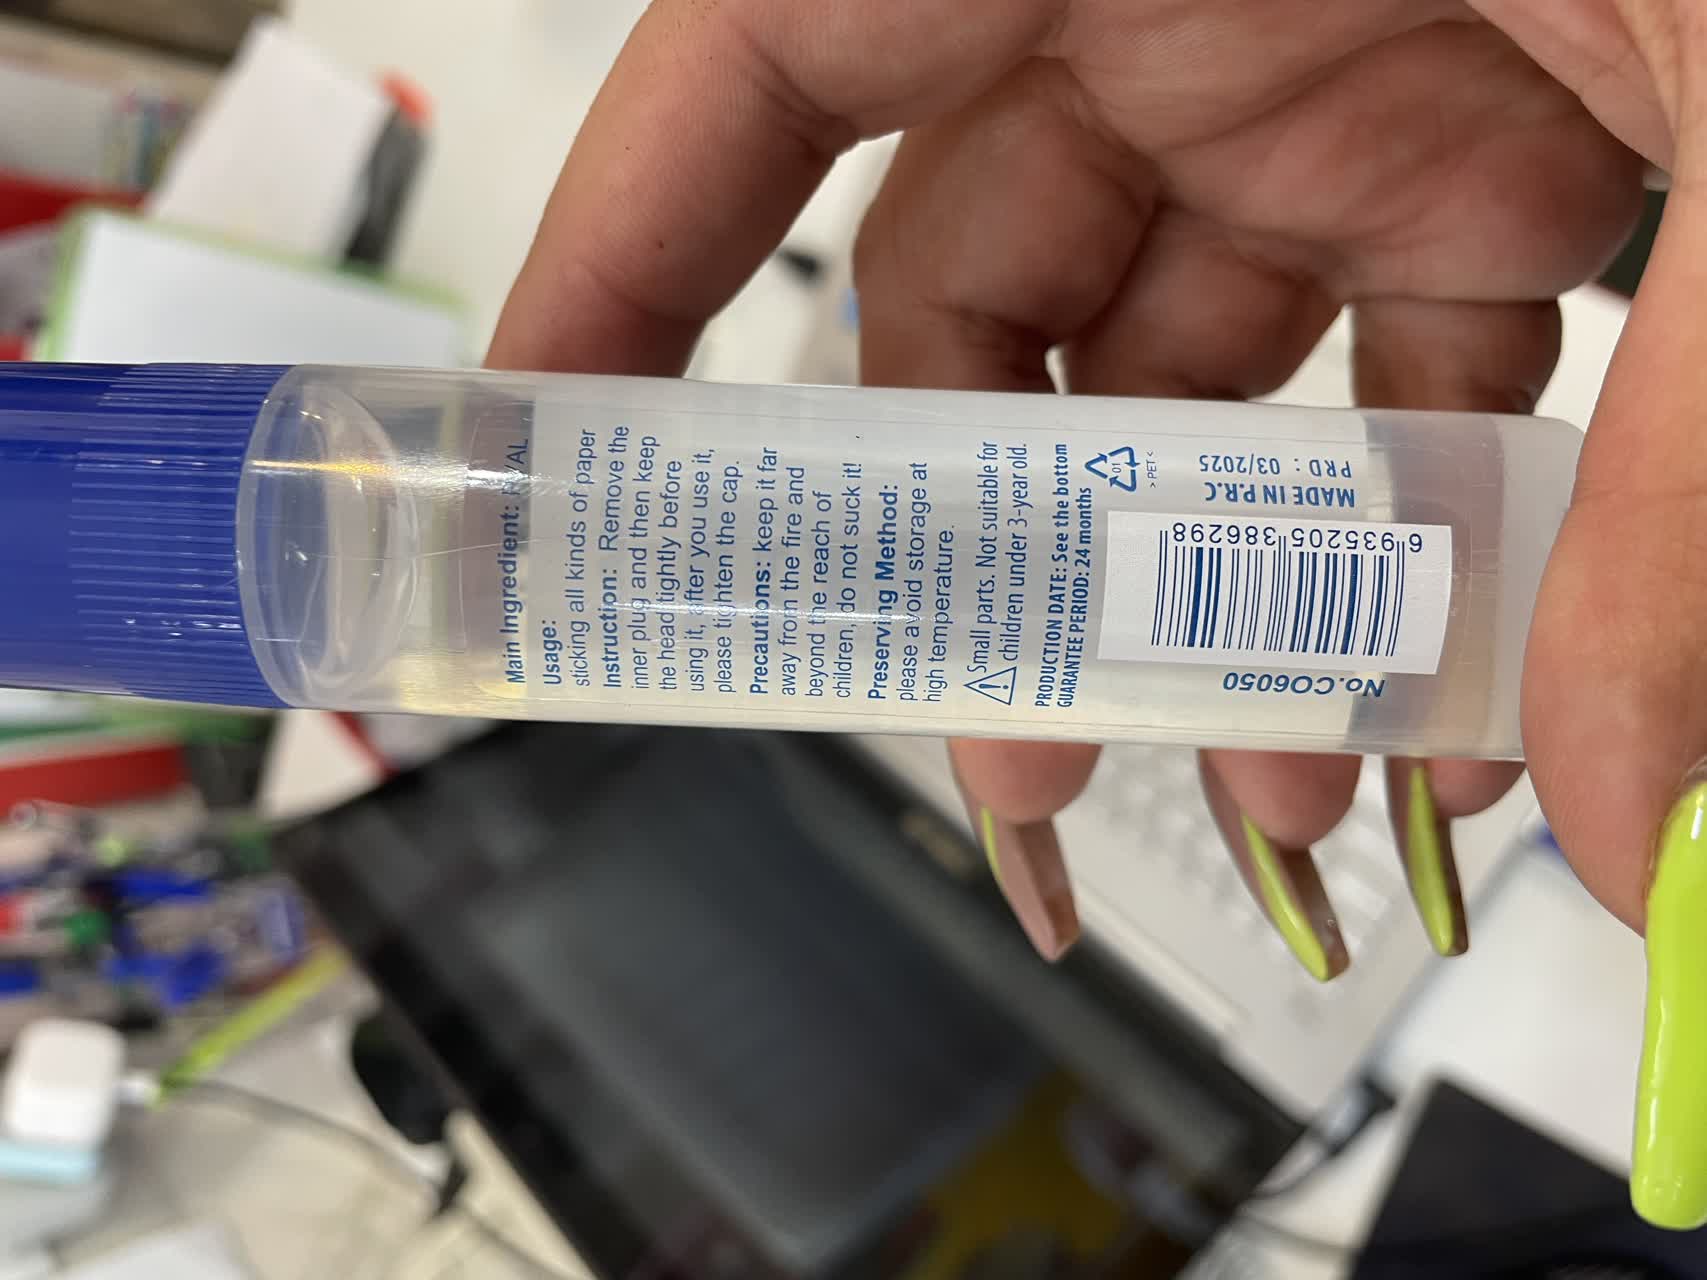 Main Ingredient: P/VAL
Usage:
sticking all kinds of paper
Instruction: Remove the
inner plug and then keep
the head tightly before
using it, after you use it,
please tighten the cap.
Precautions: keep it far
away from the fire and
beyond the reach of
children, do not suck it!
Preserving Method:
please avoid storage at
high temperature.
Small parts. Not suitable for
children under 3-year old.
PRODUCTION DATE: See the bottom
GUARANTEE PERIOD: 24 months
01
>PET<
No.CO6050
6 935205 386298
MADE IN P.R.C
PRD : 03/2025